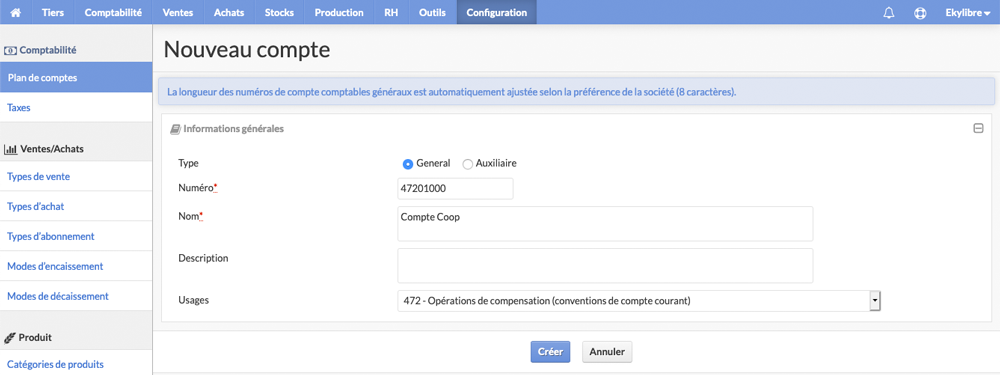 Tiers Comptabilité Ventes Achats Stocks Production RH Outils Configuration Ekylibre
Comptabilité
Plan de comptes
Taxes
Ventes/Achats
Types de vente
Types d'achat
Types d'abonnement
Modes d'encaissement
Modes de décaissement
Produit
Catégories de produits
Nouveau compte
La longueur des numéros de compte comptables généraux est automatiquement ajustée selon la préférence de la société (8 caractères).
Informations générales
Type General Auxiliaire
Numéro* 47201000
Nom* Compte Coop
Description
Usages 472 - Opérations de compensation (conventions de compte courant)
Créer Annuler